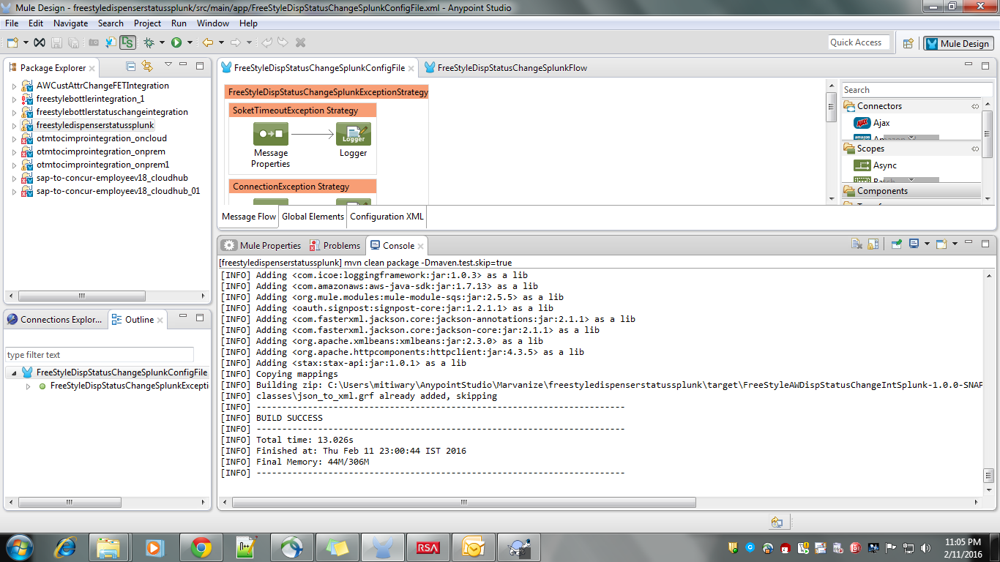 Mule Design - freestyledispenserstatussplunk/src/main/app/FreeStyleDispStatusChangeSplunkConfigFile.xml - Anypoint Studio
File Edit Navigate Search Project Run Window Help
Quick Access
Mule Design
Package Explorer
AWCustAttrChangeFETIntegration
freestylebottlerintegration_1
freestylebottlerstatuschangeintegration
freestyledispenserstatussplunk
otmtocimprointegration_oncloud
otmtocimprointegration_onprem
otmtocimprointegration_onprem1
sap-to-concur-employeev18_cloudhub
sap-to-concur-employeev18_cloudhub_01
Connections Explor...
Outline
type filter text
FreeStyleDispStatusChangeSplunkConfigFile
FreeStyleDispStatusChangeSplunkExcepti
FreeStyleDispStatusChangeSplunkConfigFile
FreeStyleDispStatusChangeSplunkFlow
FreeStyleDispStatusChangeSplunkExceptionStrategy
SoketTimeoutException Strategy
Logger
Message Properties
Logger
ConnectionException Strategy
Search
Connectors
Ajax
Scopes
Async
Components
Message Flow
Global Elements
Configuration XML
Mule Properties
Problems
Console
[freestyledispenserstatussplunk] mvn clean package -Dmaven.test.skip=true
[INFO] Adding <com.icoe:loggingframework:jar:1.0.3> as a lib
[INFO] Adding <com.amazonaws:aws-java-sdk:jar:1.7.13> as a lib
[INFO] Adding <org.mule.modules:mule-module-sqs:jar:2.5.5> as a lib
[INFO] Adding <oauth.signpost:signpost-core:jar:1.2.1.1> as a lib
[INFO] Adding <com.fasterxml.jackson.core:jackson-annotations:jar:2.1.1> as a lib
[INFO] Adding <com.fasterxml.jackson.core:jackson-core:jar:2.1.1> as a lib
[INFO] Adding <org.apache.xmlbeans:xmlbeans:jar:2.3.0> as a lib
[INFO] Adding <org.apache.httpcomponents:httpclient:jar:4.3.5> as a lib
[INFO] Adding <stax:stax-api:jar:1.0.1> as a lib
[INFO] Copying mappings
[INFO] Building zip: C:\Users\mitiwary\AnypointStudio\Marvanize\freestyledispenserstatussplunk\target\FreeStyleAWDispStatusChangeIntSplunk-1.0.0-SNAP
[INFO] classes\json_to_xml.grf already added, skipping
[INFO] ------------------------------------------------------------------------
[INFO] BUILD SUCCESS
[INFO] ------------------------------------------------------------------------
[INFO] Total time: 13.026s
[INFO] Finished at: Thu Feb 11 23:00:44 IST 2016
[INFO] Final Memory: 44M/306M
[INFO] ------------------------------------------------------------------------
RSA
11:05 PM
2/11/2016